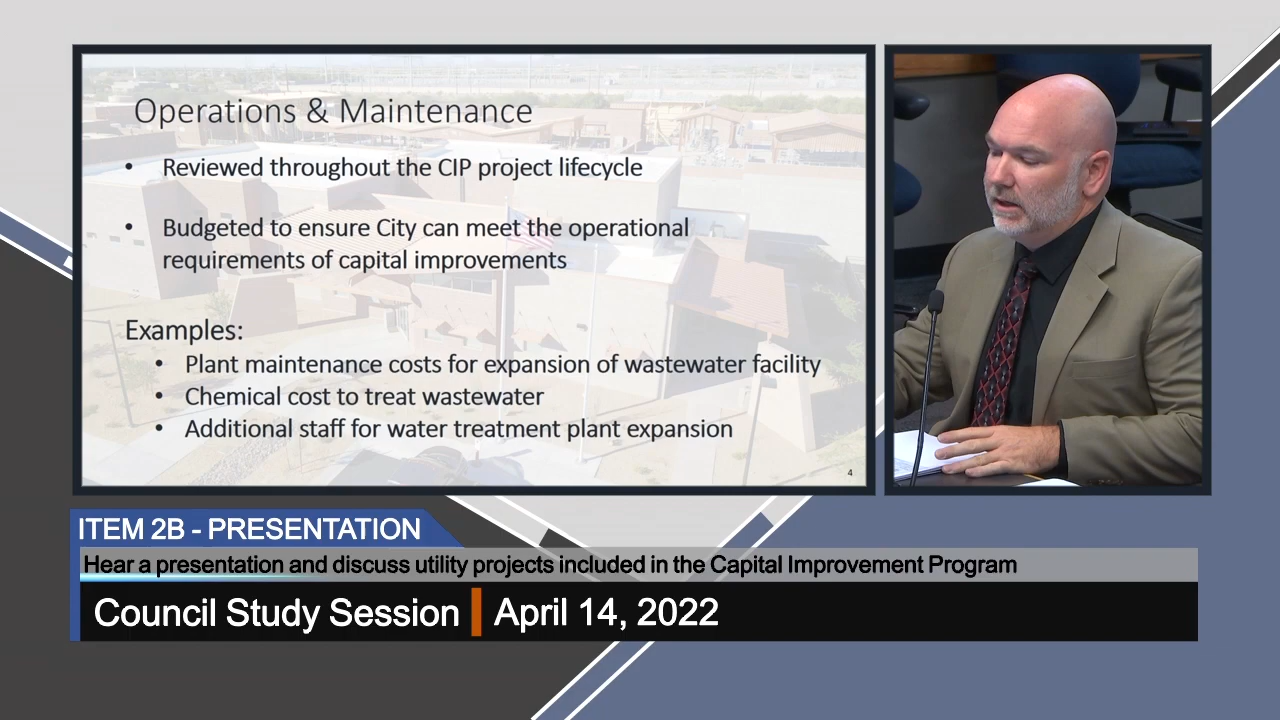 Operations & Maintenance
• Reviewed throughout the CIP project lifecycle
• Budgeted to ensure City can meet the operational
requirements of capital improvements
Examples:
• Plant maintenance costs for expansion of wastewater facility
• Chemical cost to treat wastewater
• Additional staff for water treatment plant expansion
4
ITEM 2B - PRESENTATION
Hear a presentation and discuss utility projects included in the Capital Improvement Program
Council Study Session April 14, 2022